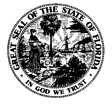 GREAT SEAL OF THE STATE OF FLORIDA
IN GOD WE TRUST